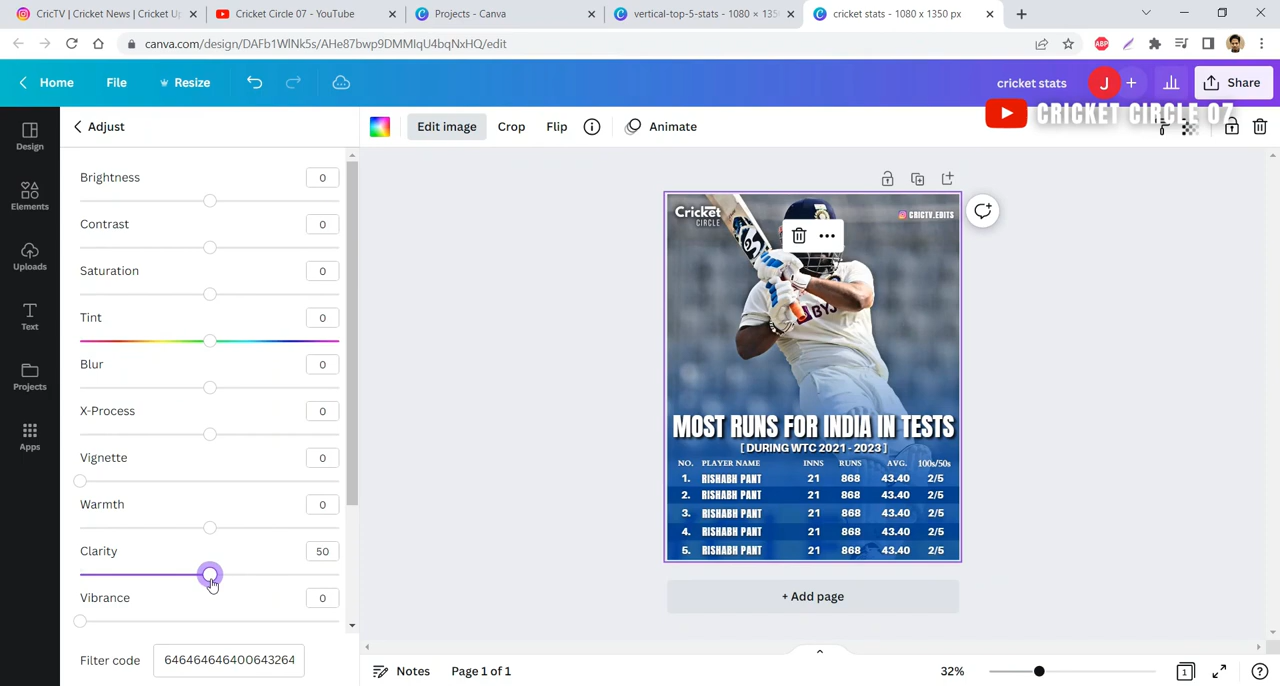 CricTV | Cricket News | Cricket Up
Cricket Circle 07 - YouTube
Projects - Canva
vertical-top-5-stats - 1080 × 135
cricket stats - 1080 x 1350 px
canva.com/design/DAFb1WlNk5s/AHe87bwp9DMMIqU4bqNxHQ/edit
ABP
Home
File
Resize
cricket stats
J
+
Share
CRICKET CIRCLE 07
Design
Elements
Uploads
Text
Projects
Apps
Adjust
Edit image
Crop
Flip
Animate
Brightness 0
Contrast 0
Saturation 0
Tint 0
Blur 0
X-Process 0
Vignette 0
Warmth 0
Clarity 50
Vibrance 0
Filter code 646464646400643264
Cricket
CIRCLE
CRICTV.EDITS
BYJ
MOST RUNS FOR INDIA IN TESTS
[ DURING WTC 2021 - 2023 ]
NO. PLAYER NAME INNS RUNS AVG. 100s/50s
1. RISHABH PANT 21 868 43.40 2/5
2. RISHABH PANT 21 868 43.40 2/5
3. RISHABH PANT 21 868 43.40 2/5
4. RISHABH PANT 21 868 43.40 2/5
5. RISHABH PANT 21 868 43.40 2/5
+ Add page
Notes
Page 1 of 1
32%
1